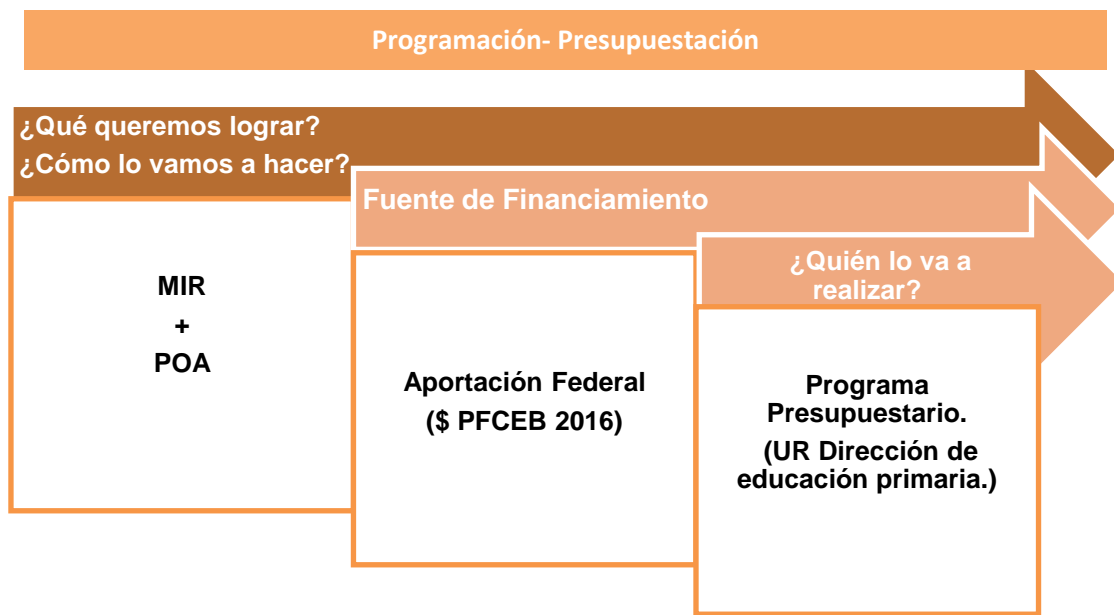 Programación- Presupuestación
¿Qué queremos lograr?
¿Cómo lo vamos a hacer?
Fuente de Financiamiento
¿Quién lo va a
realizar?
MIR
+
POA
Aportación Federal
($ PFCEB 2016)
Programa
Presupuestario.
(UR Dirección de
educación primaria.)